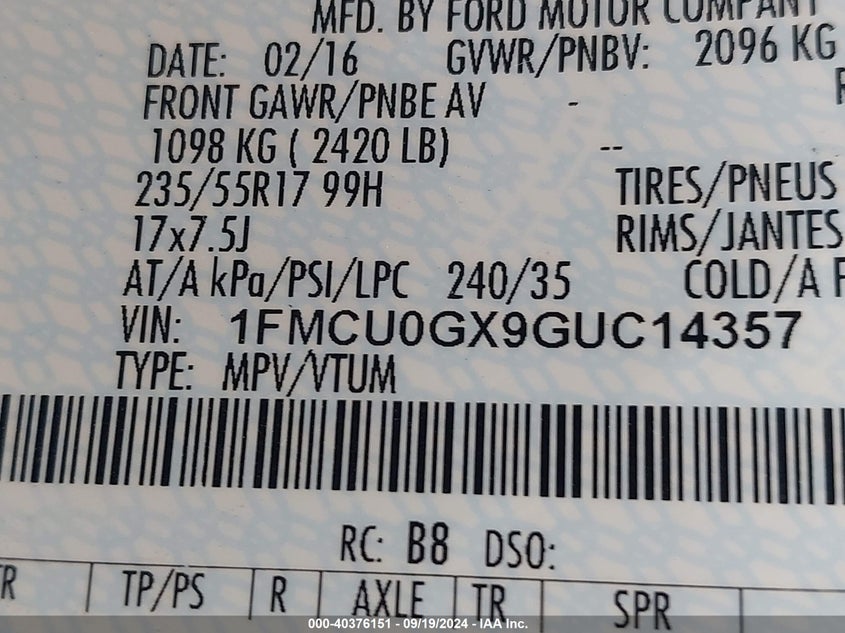 MFD. BY FORD MOTOR COMPANY
DATE: 02/16 GVWR/PNBV: 2096 KG
FRONT GAWR/PNBE AV -
1098 KG ( 2420 LB) --
235/55R17 99H TIRES/PNEUS
17x7.5J RIMS/JANTES
AT/A kPa/PSI/LPC 240/35 COLD/A F
VIN: 1FMCU0GX9GUC14357
TYPE: MPV/VTUM
RC: B8 DSO:
TP/PS R AXLE TR SPR
000-40376151 - 09/19/2024 - IAA Inc.